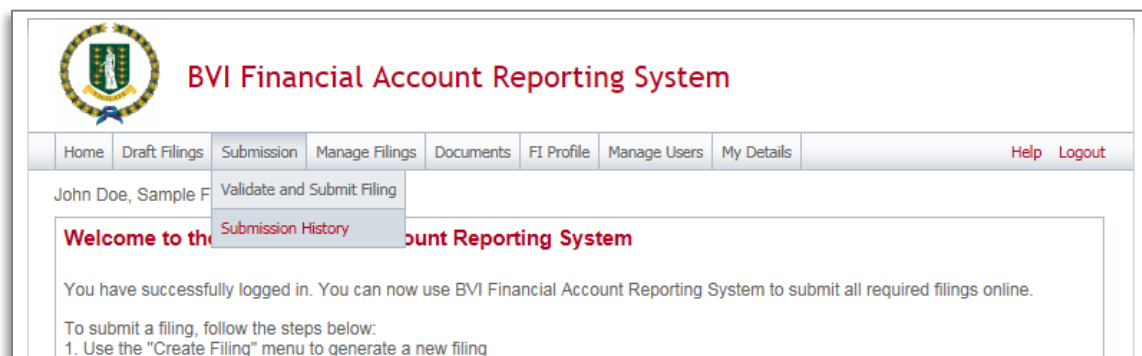 BVI Financial Account Reporting System
Home Draft Filings Submission Manage Filings Documents FI Profile Manage Users My Details Help Logout
John Doe, Sample F
Validate and Submit Filing
Submission History
Welcome to the ount Reporting System
You have successfully logged in. You can now use BVI Financial Account Reporting System to submit all required filings online.
To submit a filing, follow the steps below:
1. Use the "Create Filing" menu to generate a new filing